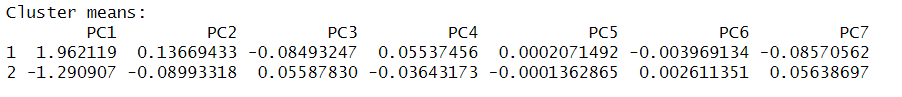 Cluster means:
PC1 PC2 PC3 PC4 PC5 PC6 PC7
1 1.962119 0.13669433 -0.08493247 0.05537456 0.0002071492 -0.003969134 -0.08570562
2 -1.290907 -0.08993318 0.05587830 -0.03643173 -0.0001362865 0.002611351 0.05638697